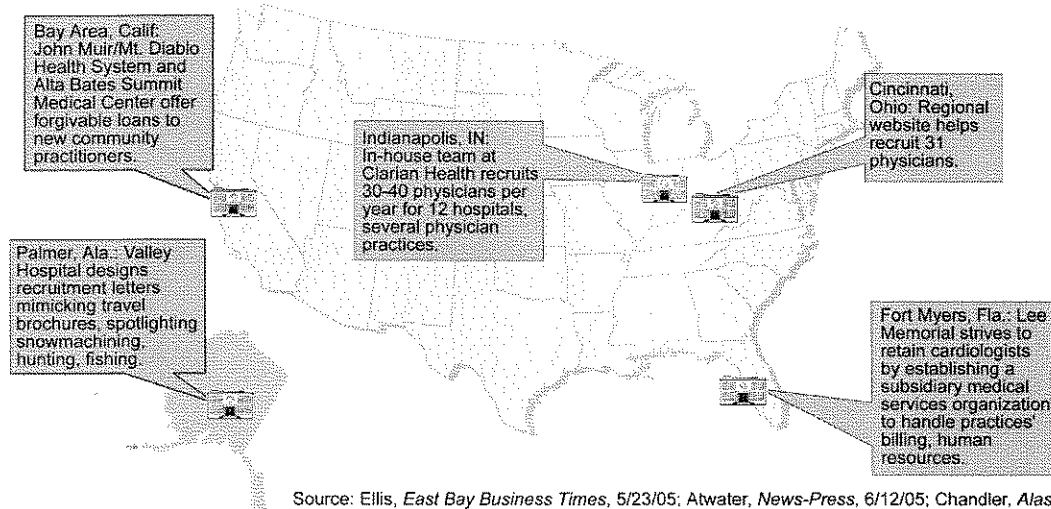 Bay Area, Calif:
John Muir/Mt. Diablo
Health System and
Alta Bates Summit
Medical Center offer
forgivable loans to
new community
practitioners.
Indianapolis, IN:
In-house team at
Clarian Health recruits
30-40 physicians per
year for 12 hospitals,
several physician
practices.
Cincinnati,
Ohio: Regional
website helps
recruit 31
physicians.
Palmer, Ala.: Valley
Hospital designs
recruitment letters
mimicking travel
brochures, spotlighting
snowmachining,
hunting, fishing
Fort Myers, Fla.: Lee
Memorial strives to
retain cardiologists
by establishing a
subsidiary medical
services organization
to handle practices'
billing, human
resources.
Source: Ellis, East Bay Business Times, 5/23/05; Atwater, News-Press, 6/12/05; Chandler, Alas